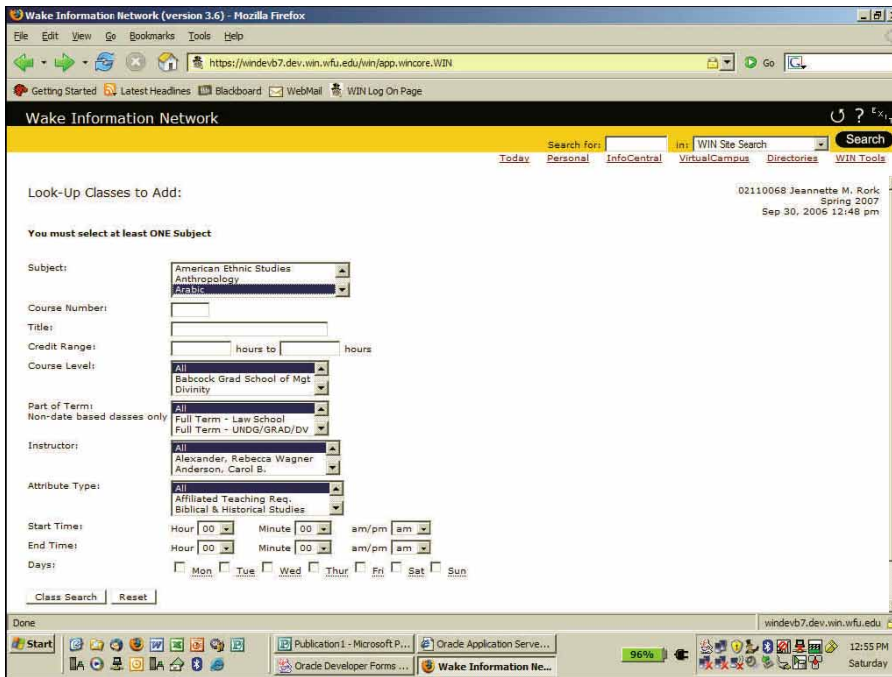 Wake Information Network (version 3.6) - Mozilla Firefox
File Edit View Go Bookmarks Tools Help
https://windevb7.dev.win.wfu.edu/win/app.wincore.WIN Go
Getting Started Latest Headlines Blackboard WebMail WIN Log On Page
Wake Information Network ? EXIT
Search for: in: WIN Site Search Search
Today Personal InfoCentral VirtualCampus Directories WIN Tools
Look-Up Classes to Add:
02110068 Jeannette M. Rork
Spring 2007
Sep 30, 2006 12:48 pm
You must select at least ONE Subject
Subject: American Ethnic Studies
Anthropology
Arabic
Course Number:
Title:
Credit Range: hours to hours
Course Level: All
Babcock Grad School of Mgt
Divinity
Part of Term: All
Non-date based classes only Full Term - Law School
Full Term - UNDG/GRAD/DV
Instructor: All
Alexander, Rebecca Wagner
Anderson, Carol B.
Attribute Type: All
Affiliated Teaching Req.
Biblical & Historical Studies
Start Time: Hour 00 Minute 00 am/pm am
End Time: Hour 00 Minute 00 am/pm am
Days: Mon Tue Wed Thur Fri Sat Sun
Class Search Reset
Done windevb7.dev.win.wfu.edu
Start Publication1 - Microsoft P... Oracle Application Serve... 96% 12:55 PM
Oracle Developer Forms ... Wake Information Ne... Saturday